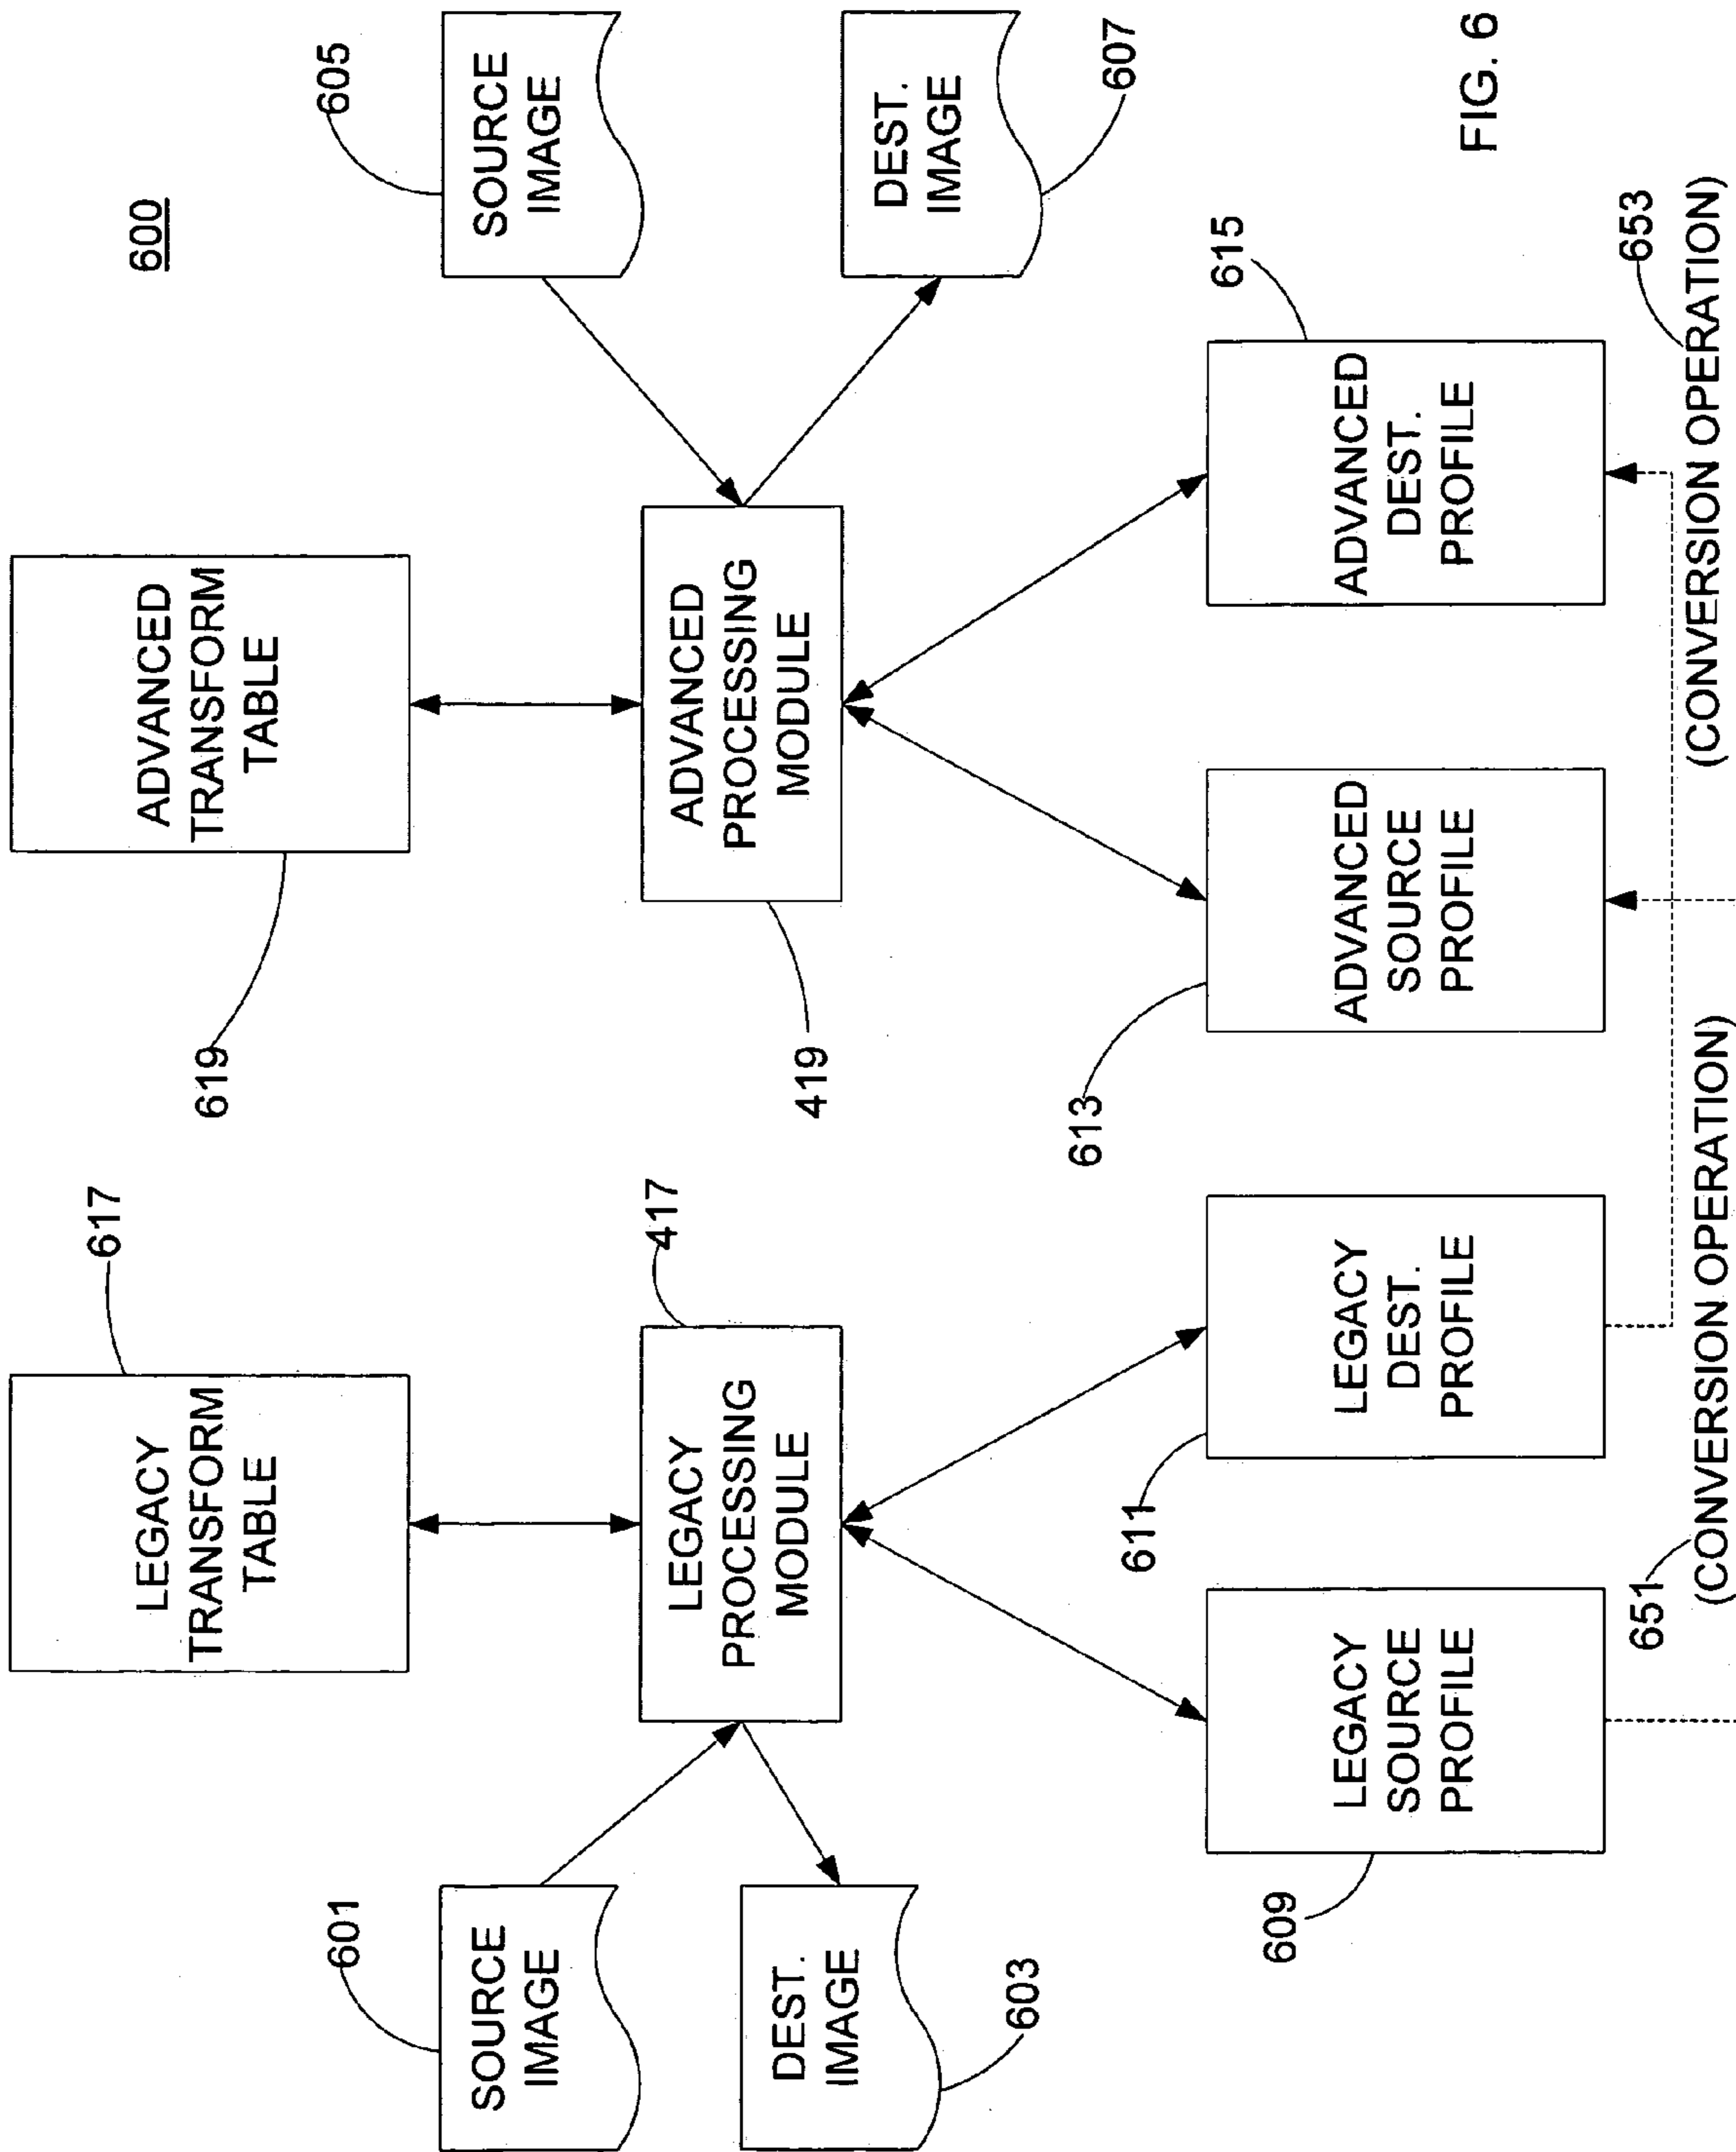 600
LEGACY
TRANSFORM
TABLE
617
ADVANCED
TRANSFORM
TABLE
619
601
SOURCE
IMAGE
LEGACY
PROCESSING
MODULE
417
ADVANCED
PROCESSING
MODULE
419
605
SOURCE
IMAGE
DEST.
IMAGE
603
DEST.
IMAGE
607
609
LEGACY
SOURCE
PROFILE
611
LEGACY
DEST.
PROFILE
613
ADVANCED
SOURCE
PROFILE
615
ADVANCED
DEST.
PROFILE
651
(CONVERSION OPERATION)
653
(CONVERSION OPERATION)
FIG. 6